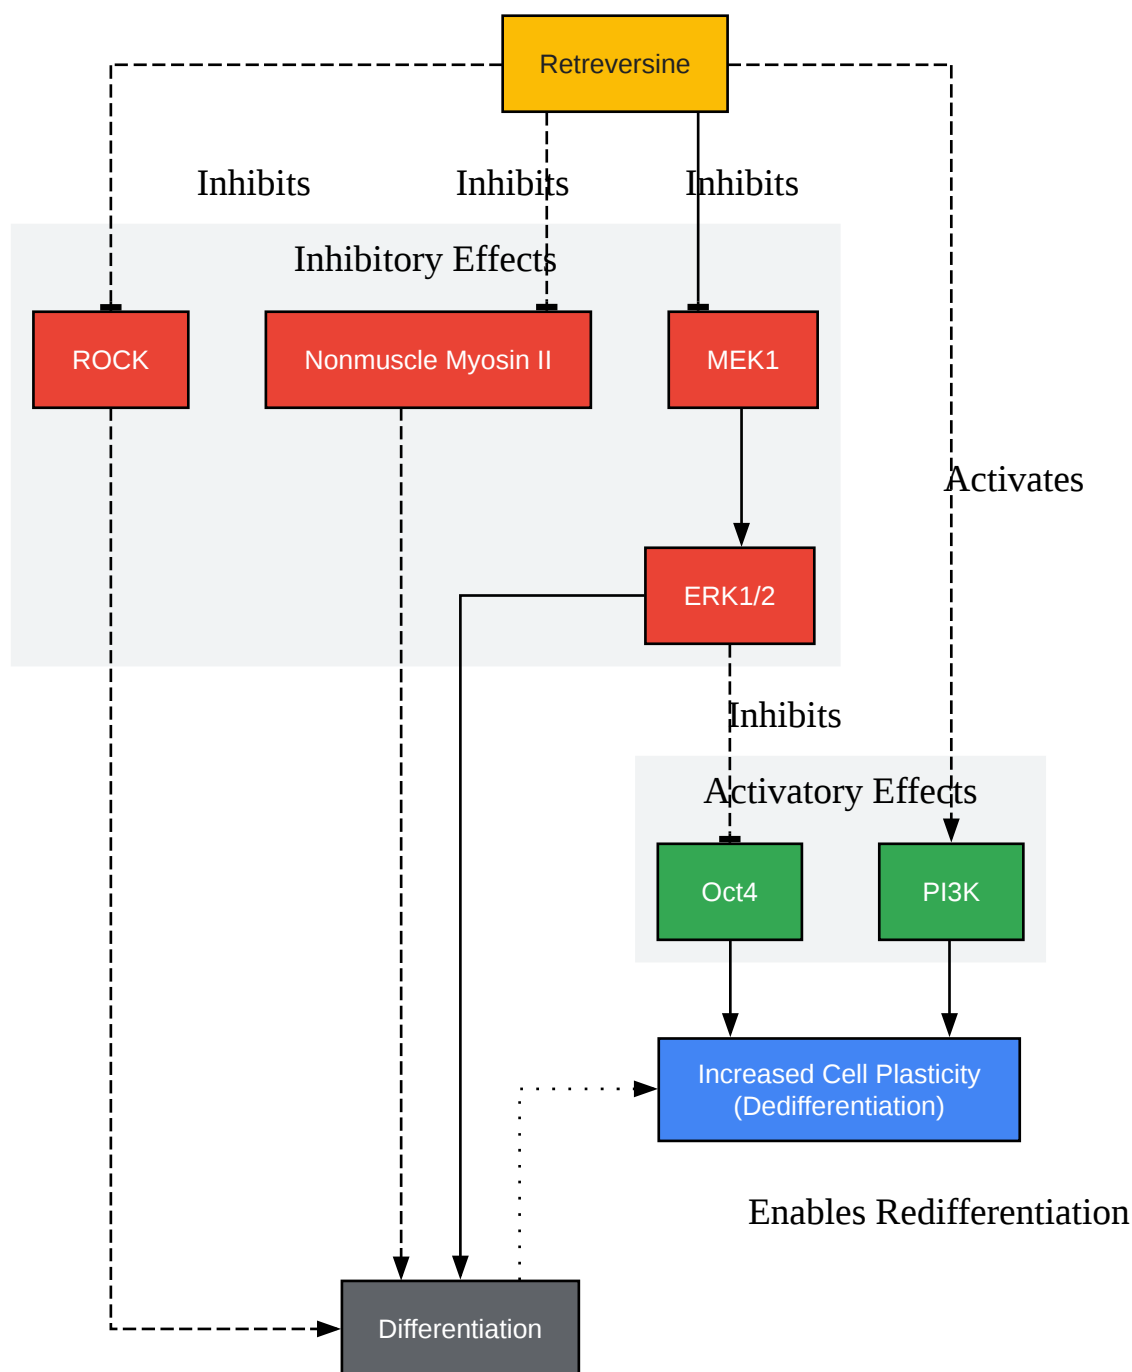 Retreversine
Inhibits
Inhibits
Inhibits
Inhibitory Effects
ROCK
Nonmuscle Myosin II
MEK1
Activates
ERK1/2
Inhibits
Activatory Effects
Oct4
PI3K
Increased Cell Plasticity
(Dedifferentiation)
Enables Redifferentiation
Differentiation